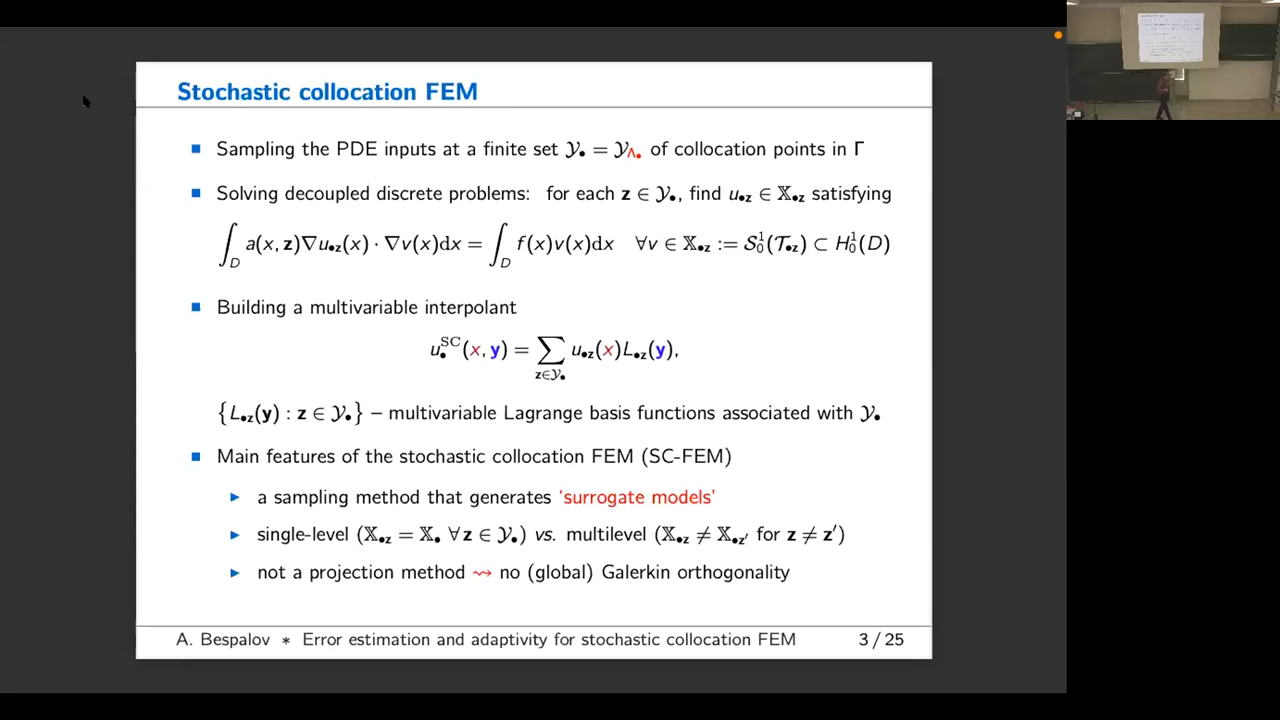 Stochastic collocation FEM
Sampling the PDE inputs at a finite set 𝒴• = 𝒴Λ• of collocation points in Γ
Solving decoupled discrete problems: for each z ∈ 𝒴•, find u•z ∈ 𝕏•z satisfying
∫D a(x, z)∇u•z(x) · ∇v(x)dx = ∫D f(x)v(x)dx ∀v ∈ 𝕏•z := 𝒮¹₀(𝒯•z) ⊂ H¹₀(D)
Building a multivariable interpolant
u•SC(x, y) = ∑z∈𝒴• u•z(x)L•z(y),
{L•z(y) : z ∈ 𝒴•} – multivariable Lagrange basis functions associated with 𝒴•
Main features of the stochastic collocation FEM (SC-FEM)
a sampling method that generates ‘surrogate models’
single-level (𝕏•z = 𝕏• ∀ z ∈ 𝒴•) vs. multilevel (𝕏•z ≠ 𝕏•z′ for z ≠ z′)
not a projection method ⇝ no (global) Galerkin orthogonality
A. Bespalov ∗ Error estimation and adaptivity for stochastic collocation FEM 3 / 25